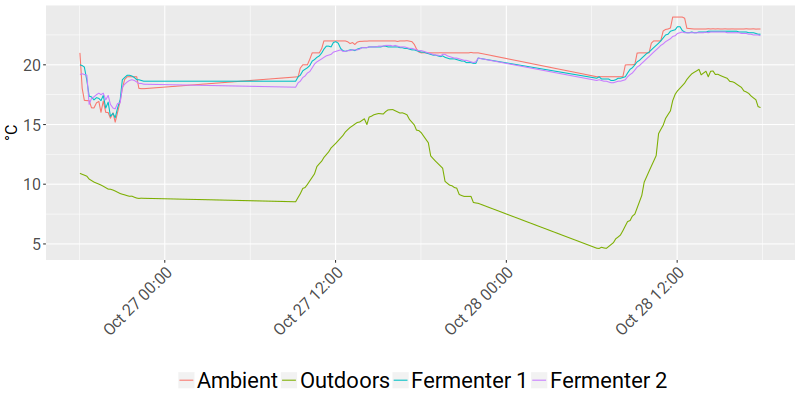 °C
20
15
10
5
Oct 27 00:00
Oct 27 12:00
Oct 28 00:00
Oct 28 12:00
Ambient Outdoors Fermenter 1 Fermenter 2